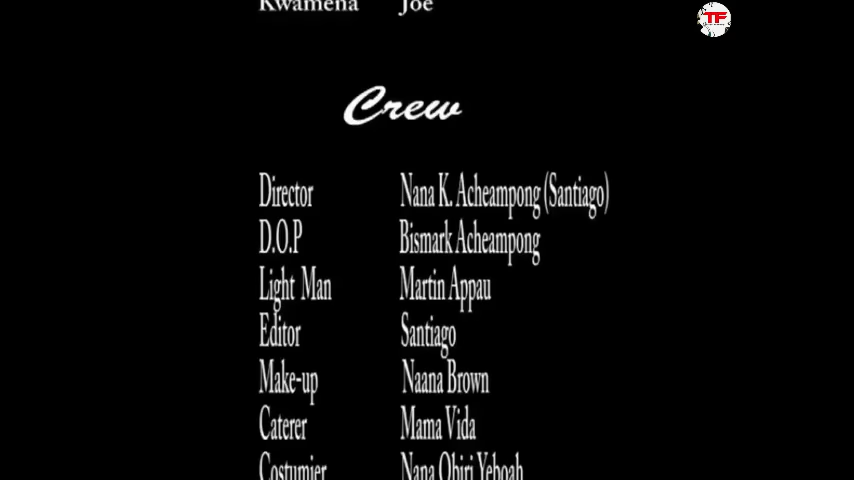 Kwamena Joe
TF
Crew
Director Nana K. Acheampong (Santiago)
D.O.P Bismark Acheampong
Light Man Martin Appau
Editor Santiago
Make-up Naana Brown
Caterer Mama Vida
Costumier Nana Obiri Yeboah